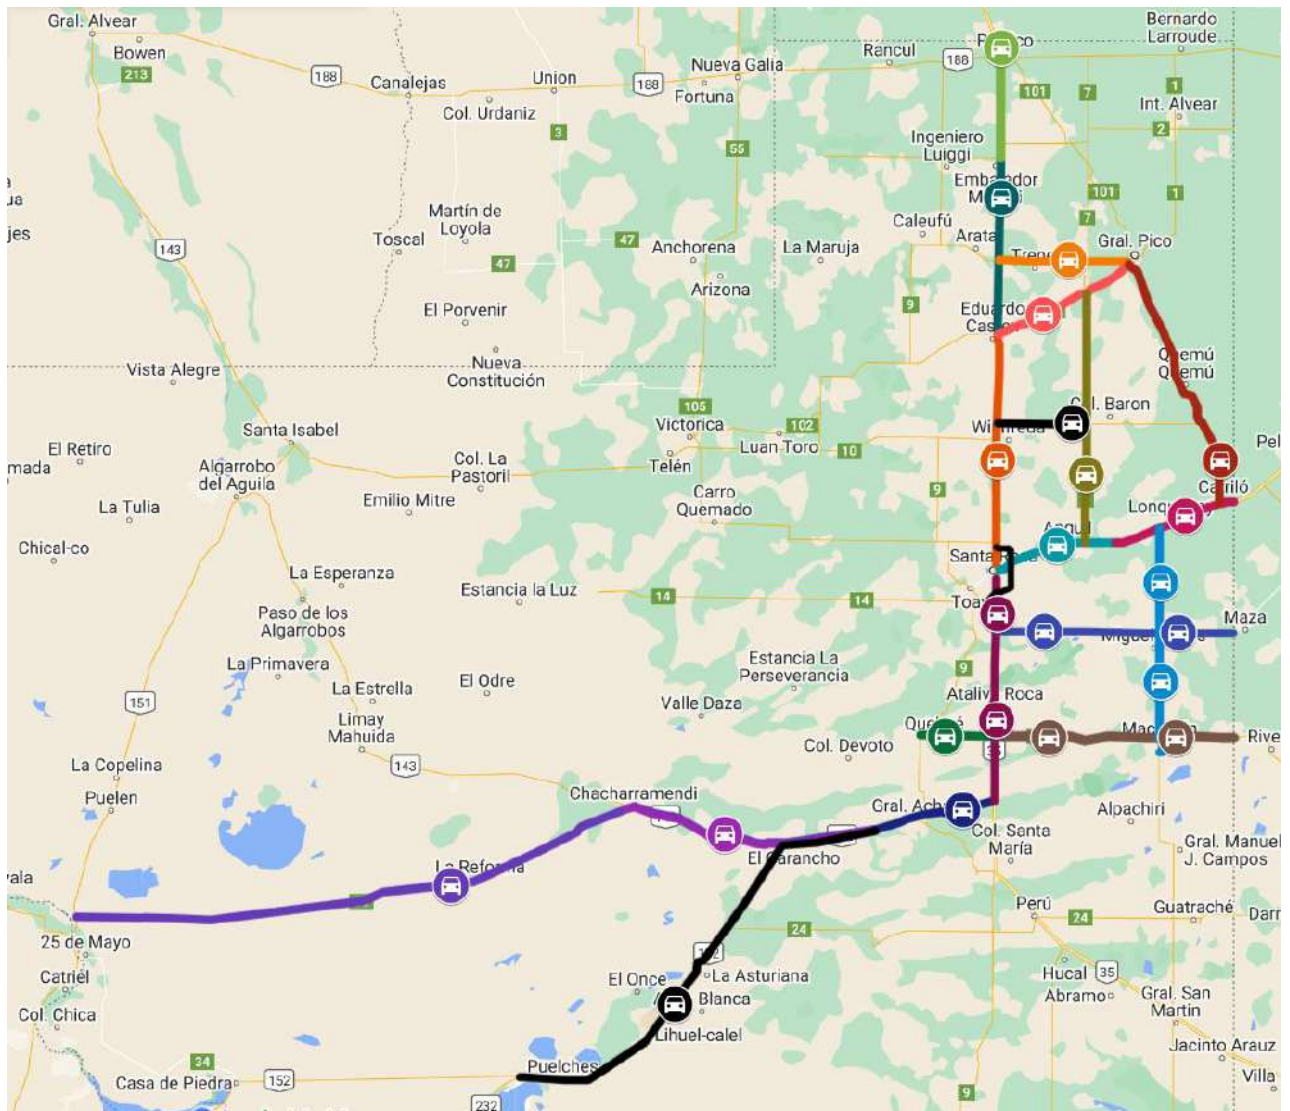 Gral. Alvear
Bowen
213
188
Canalejas
Union
Col. Urdaniz
3
188
Nueva Galia
Fortuna
55
Rancul
188
Bernardo
Larroude
101
7
1
Int. Alvear
2
Ingeniero
Luiggi
101
1
7
143
Martín de
Loyola
Toscal
47
47
Anchorena
Arizona
La Maruja
Caleufú
Arata
Gral. Pico
9
El Porvenir
Nueva
Constitución
Vista Alegre
Quemú
Quemú
105
102
Victorica
Luan Toro
10
Telén
El Retiro
Santa Isabel
Algarrobo
del Aguila
Col. La
Pastoril
Emilio Mitre
Carro
Quemado
9
La Tulia
Chical-co
La Esperanza
Paso de los
Algarrobos
Estancia la Luz
14
14
Maza
La Primavera
La Estrella
El Odre
Estancia La
Perseverancia
9
151
Limay
Mahuida
Valle Daza
Ataliva Roca
Col. Devoto
143
La Copelina
Puelen
Chacharramendi
Alpachiri
El Carancho
Col. Santa
María
Gral. Manuel
J. Campos
Perú
24
Guatraché
24
25 de Mayo
Catriel
Col. Chica
El Once
La Asturiana
Blanca
Lihuel-calel
Hucal
35
Abramo
Gral. San
Martin
Jacinto Arauz
Villa
34
Casa de Piedra
152
Puelches
232
9